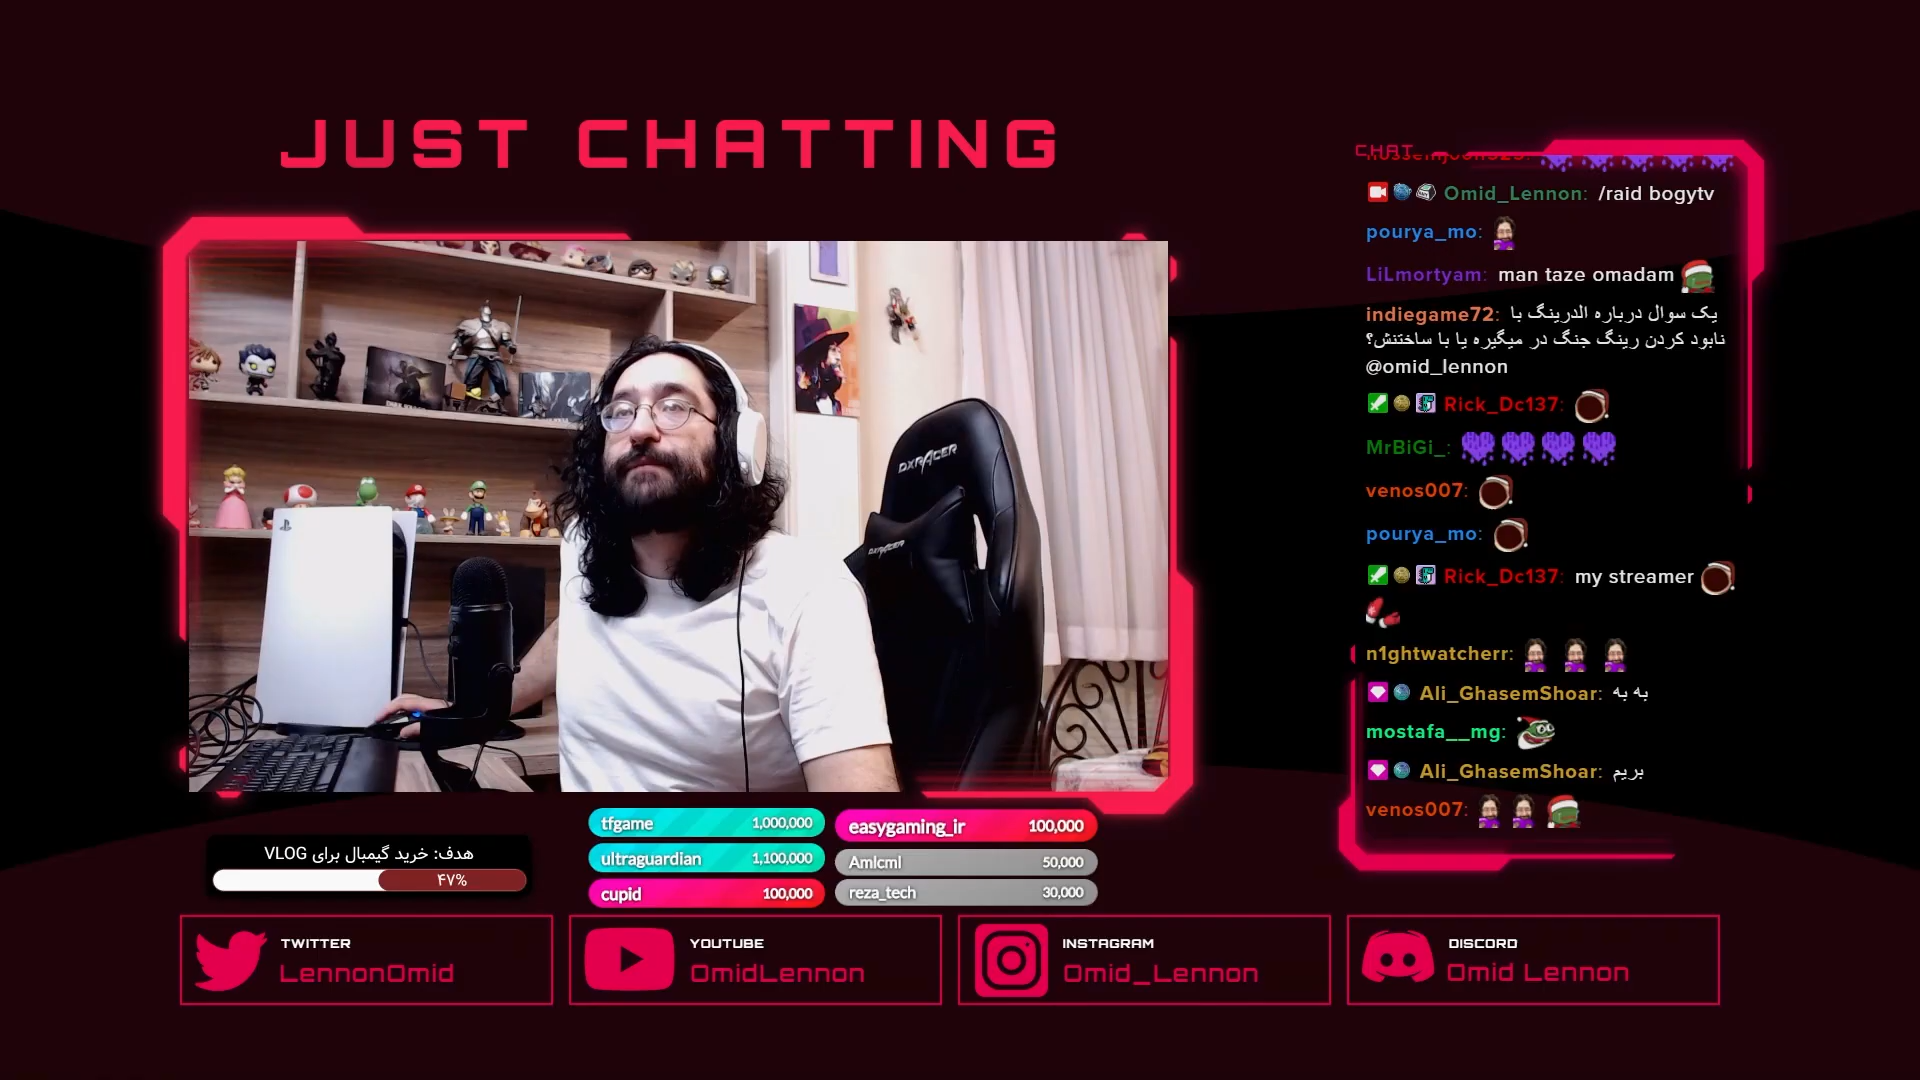 JUST CHATTING
CHAT
Omid_Lennon: /raid bogytv
pourya_mo:
LiLmortyam: man taze omadam
indiegame72: یک سوال درباره الدرینگ با
نابود کردن رینگ جنگ در میگیره یا با ساختنش؟
@omid_lennon
Rick_Dc137:
MrBiGi_:
venos007:
pourya_mo:
Rick_Dc137: my streamer
n1ghtwatcherr:
Ali_GhasemShoar: به به
mostafa__mg:
Ali_GhasemShoar: بریم
venos007:
DXRACER
DXRACER
هدف: خرید گیمبال برای VLOG
۴۷%
tfgame 1,000,000
ultraguardian 1,100,000
cupid 100,000
easygaming_ir 100,000
Amlcml 50,000
reza_tech 30,000
TWITTER
LennonOmid
YOUTUBE
OmidLennon
INSTAGRAM
Omid_Lennon
DISCORD
Omid Lennon